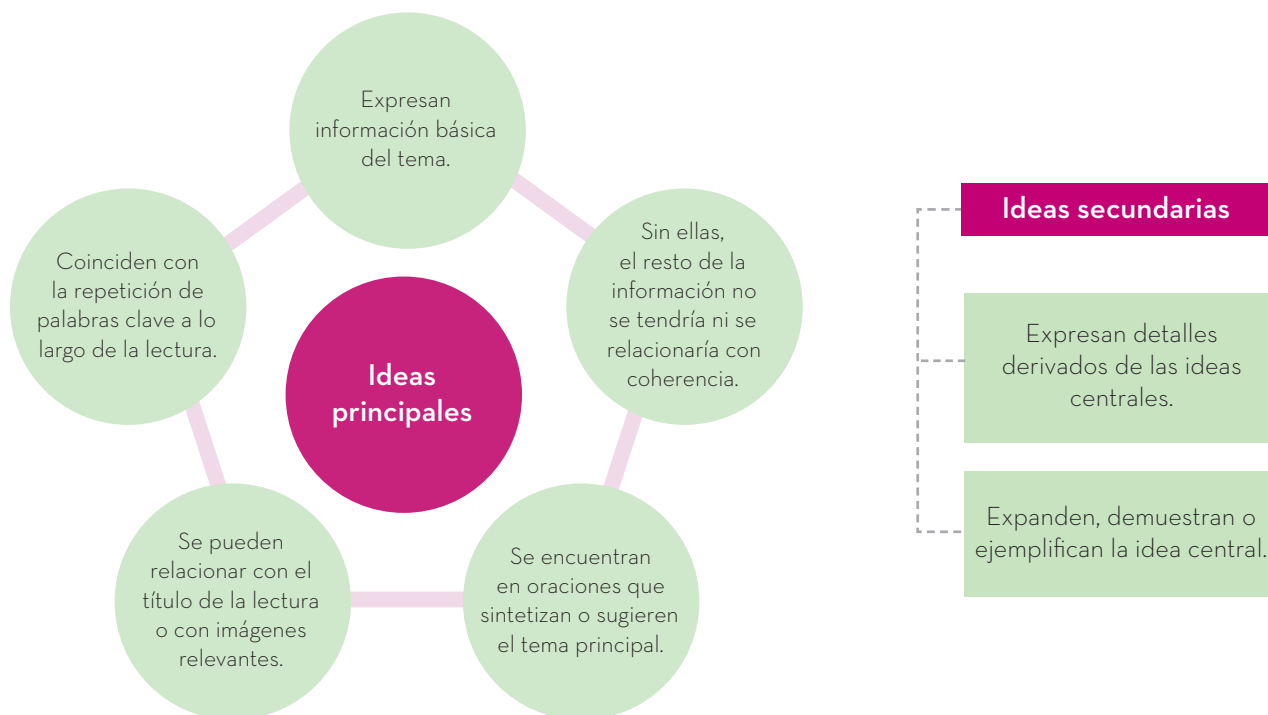 Expresan
información básica
del tema.
Sin ellas,
el resto de la
información no
se tendría ni se
relacionaría con
coherencia.
Se encuentran
en oraciones que
sintetizan o sugieren
el tema principal.
Se pueden
relacionar con el
título de la lectura
o con imágenes
relevantes.
Coinciden con
la repetición de
palabras clave a lo
largo de la lectura.
Ideas
principales
Ideas secundarias
Expresan detalles
derivados de las ideas
centrales.
Expanden, demuestran o
ejemplifican la idea central.